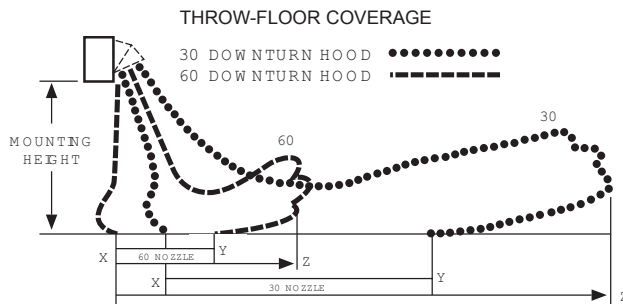 THROW-FLOOR COVERAGE
30 DOWNTURN HOOD
60 DOWNTURN HOOD
MOUNTING
HEIGHT
60
30
X
60 NOZZLE
Y
Z
X
30 NOZZLE
Y
Z